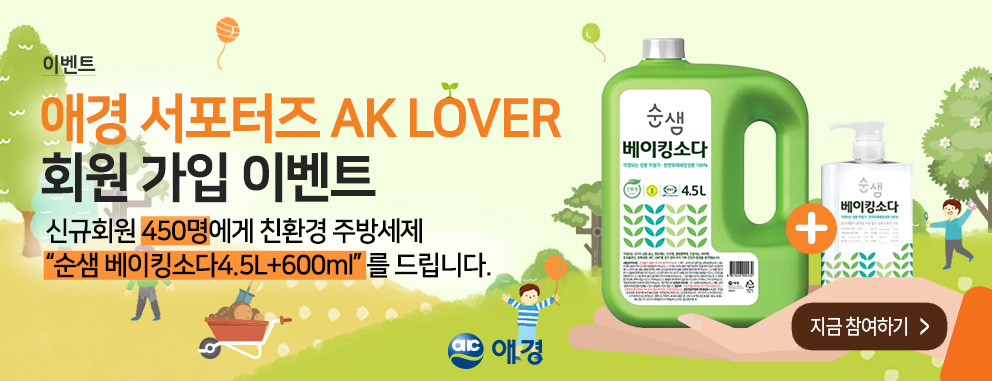 이벤트
애경 서포터즈 AK LOVER
회원 가입 이벤트
신규회원 450명에게 친환경 주방세제
“순샘 베이킹소다4.5L+600ml” 를 드립니다.
순샘
베이킹소다
4.5L
순샘
베이킹소다
지금 참여하기 >
애경